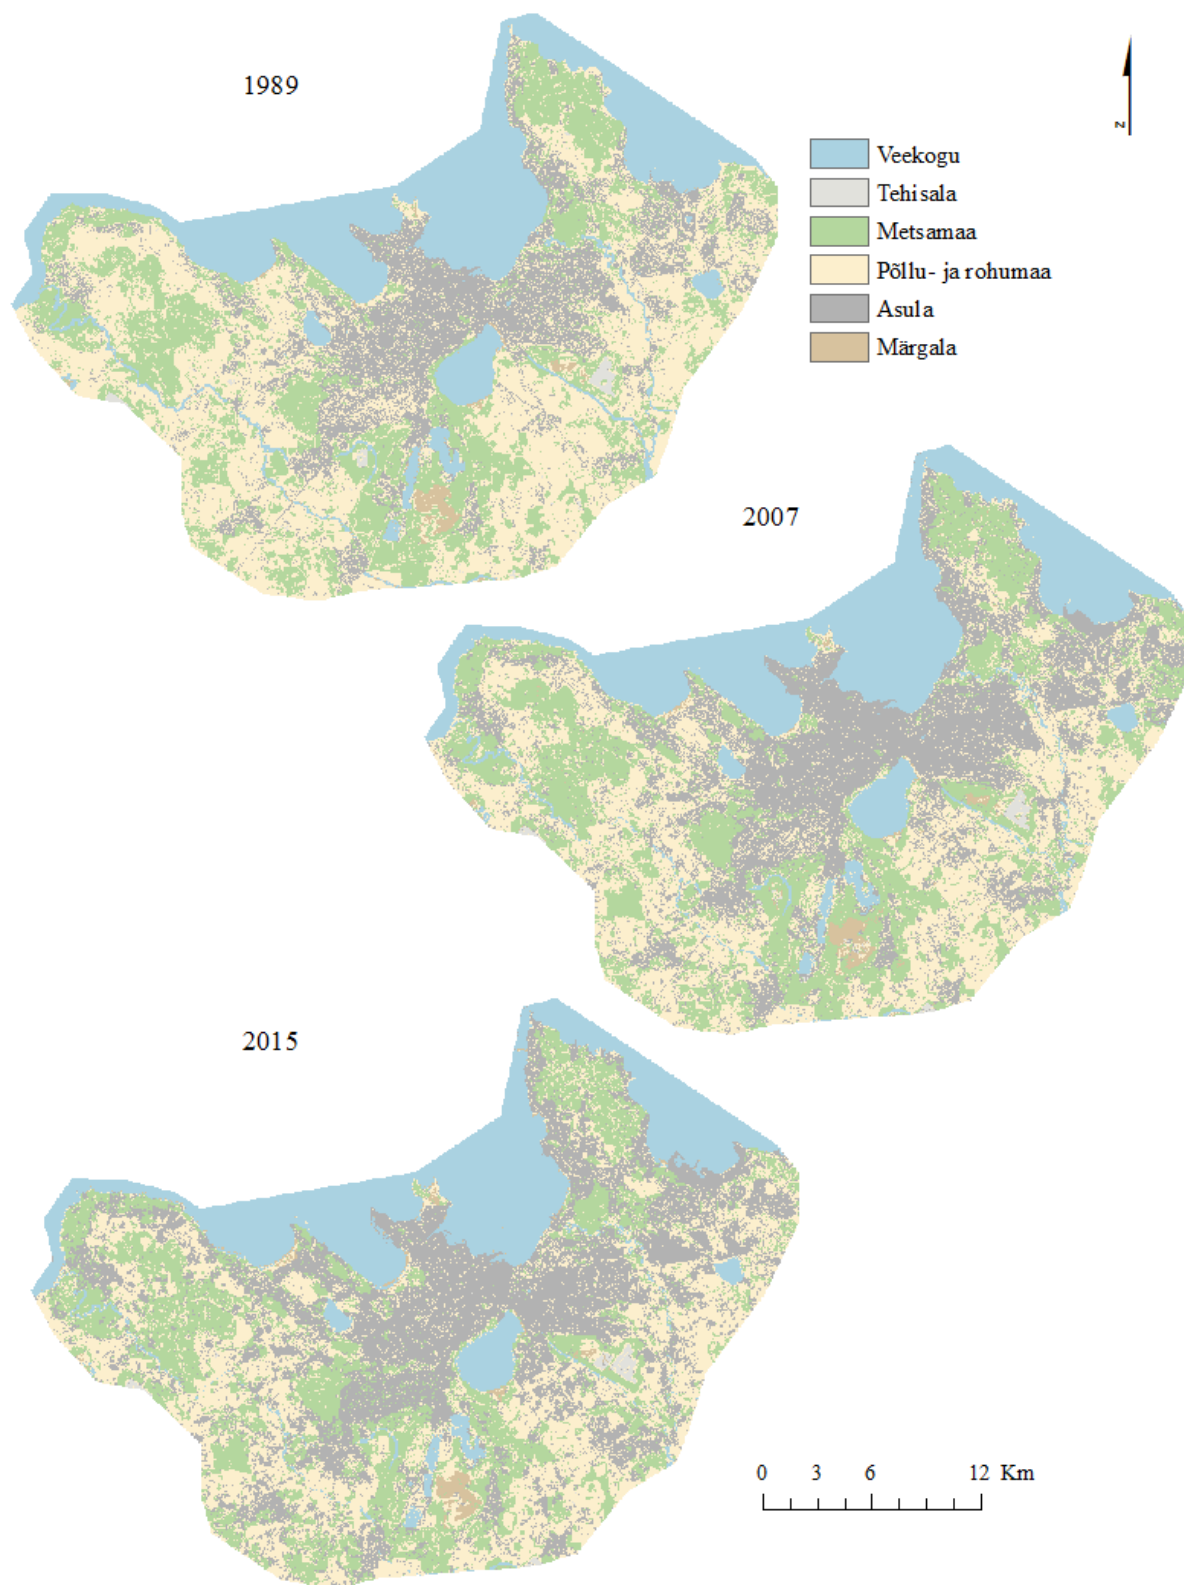 1989
z
Veekogu
Tehisala
Metsamaa
Põllu- ja rohumaa
Asula
Märgala
2007
2015
0 3 6 12 Km